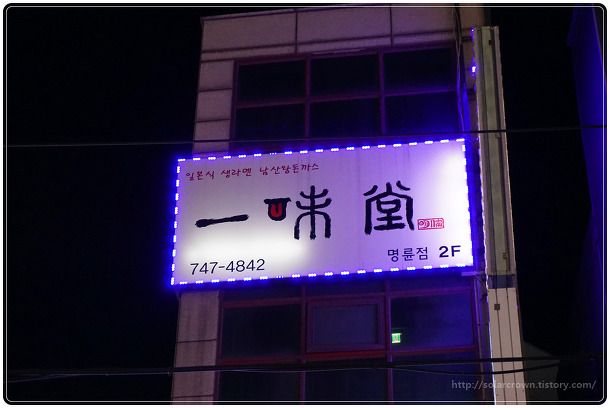 일본식 생라멘 남산왕돈까스
一味堂
747-4842
명륜점 2F
http://solarcrown.tistory.com/